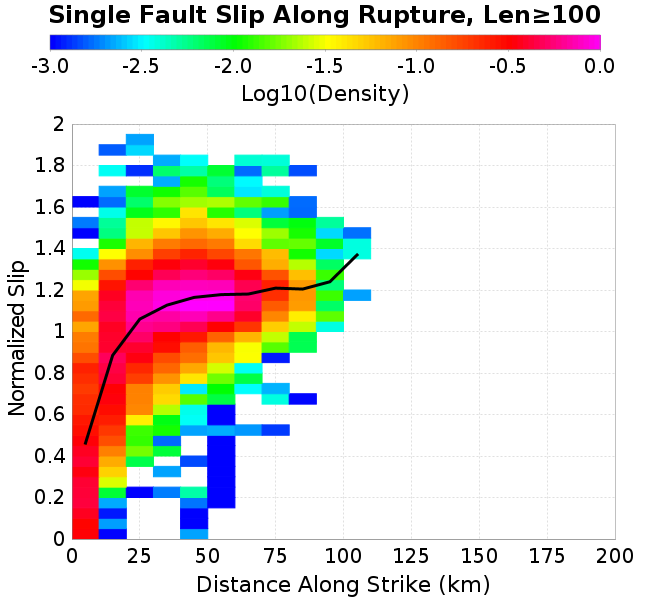 Single Fault Slip Along Rupture, Len≥100
-3.0 -2.5 -2.0 -1.5 -1.0 -0.5 0.0
Log10(Density)
2
1.8
1.6
1.4
1.2
1
0.8
0.6
0.4
0.2
0
Normalized Slip
0 25 50 75 100 125 150 175 200
Distance Along Strike (km)